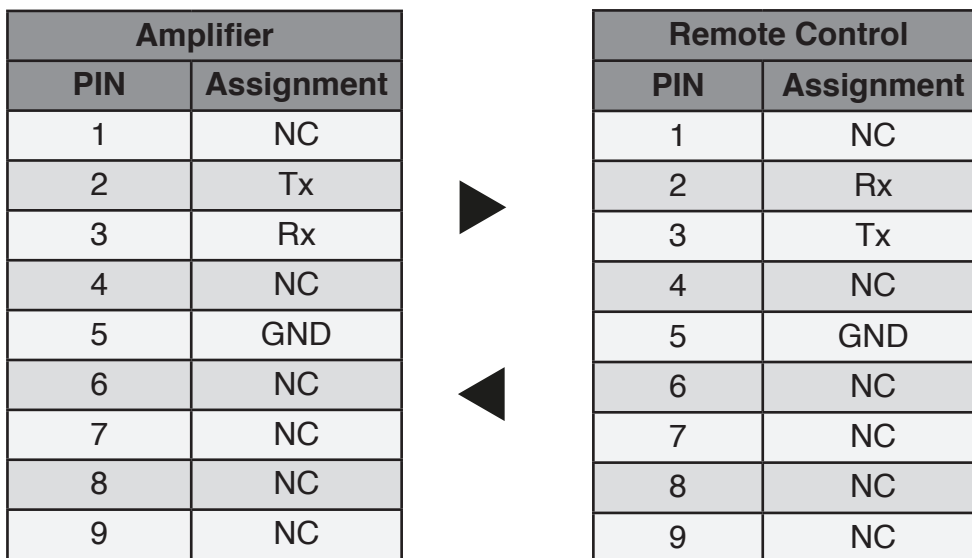 Amplifier
PIN Assignment
1 NC
2 Tx
3 Rx
4 NC
5 GND
6 NC
7 NC
8 NC
9 NC
Remote Control
PIN Assignment
1 NC
2 Rx
3 Tx
4 NC
5 GND
6 NC
7 NC
8 NC
9 NC